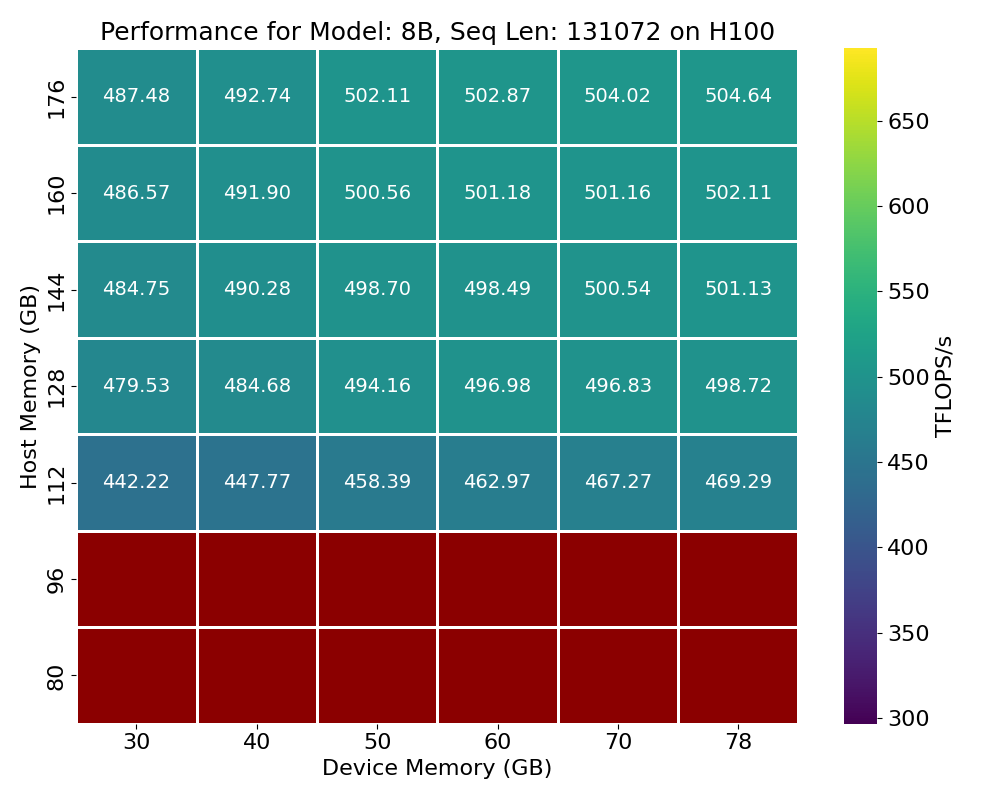 Performance for Model: 8B, Seq Len: 131072 on H100
Host Memory (GB)
176 487.48 492.74 502.11 502.87 504.02 504.64
160 486.57 491.90 500.56 501.18 501.16 502.11
144 484.75 490.28 498.70 498.49 500.54 501.13
128 479.53 484.68 494.16 496.98 496.83 498.72
112 442.22 447.77 458.39 462.97 467.27 469.29
96
80
30 40 50 60 70 78
Device Memory (GB)
650
600
550
500
450
400
350
300
TFLOPS/s